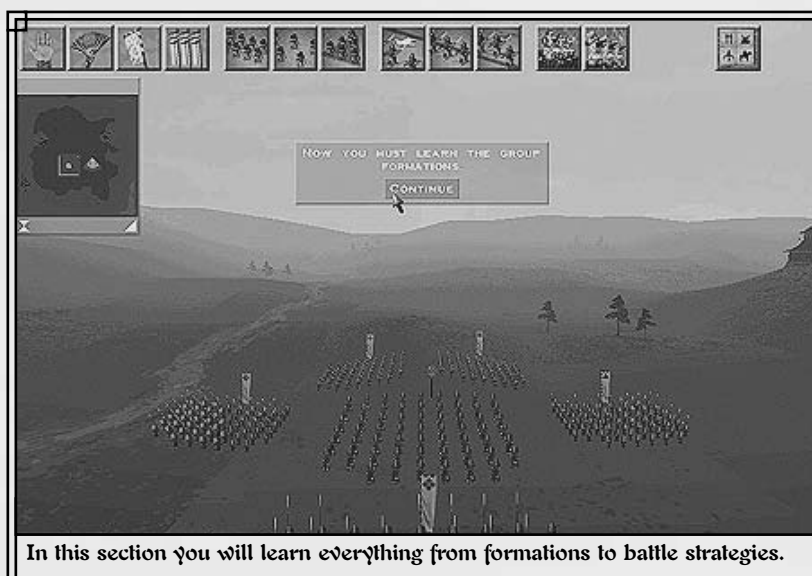 NOW YOU MUST LEARN THE GROUP
FORMATIONS.
CONTINUE
In this section you will learn everything from formations to battle strategies.